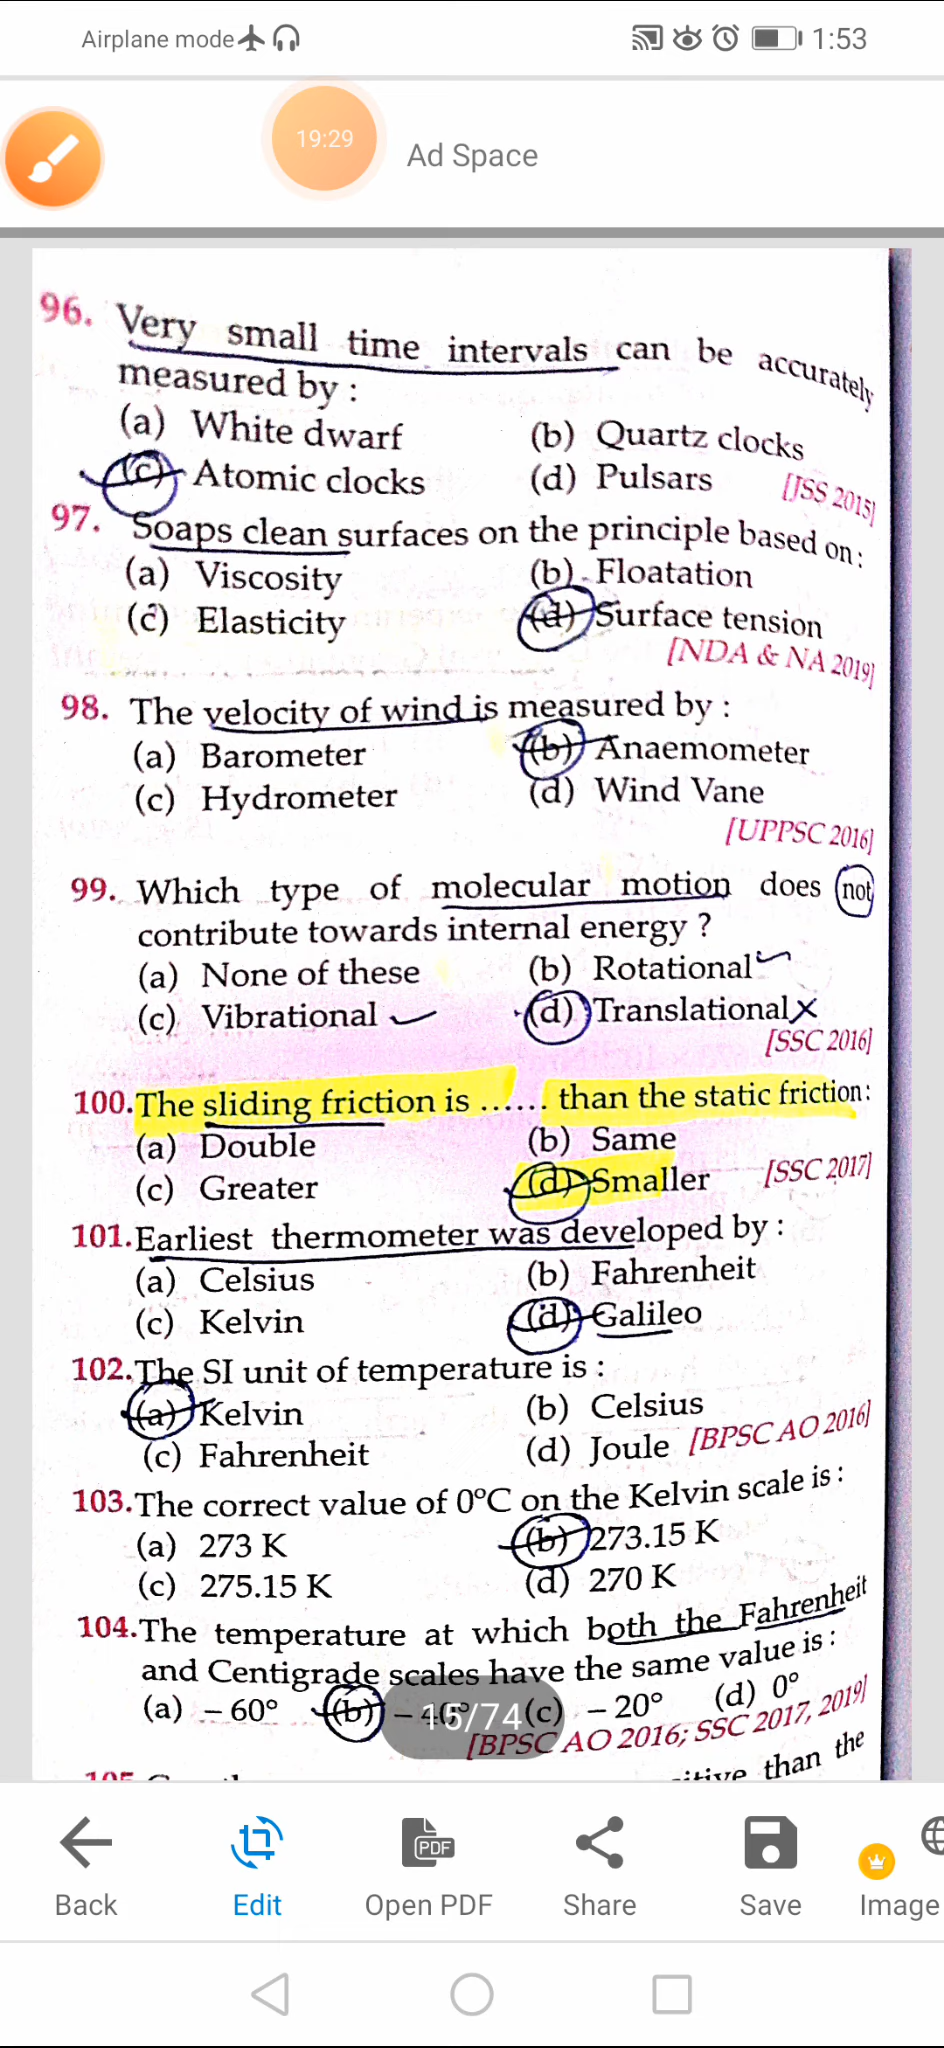 Airplane mode
1:53
19:29
Ad Space
96. Very small time intervals can be accurately
measured by :
(a) White dwarf (b) Quartz clocks
(c) Atomic clocks (d) Pulsars [JSS 2015]
97. Soaps clean surfaces on the principle based on:
(a) Viscosity (b) Floatation
(c) Elasticity (d) Surface tension
[NDA & NA 2019]
98. The velocity of wind is measured by :
(a) Barometer (b) Anaemometer
(c) Hydrometer (d) Wind Vane
[UPPSC 2016]
99. Which type of molecular motion does not
contribute towards internal energy ?
(a) None of these (b) Rotational
(c) Vibrational (d) Translational
[SSC 2016]
100. The sliding friction is ...... than the static friction:
(a) Double (b) Same
(c) Greater (d) Smaller [SSC 2017]
101. Earliest thermometer was developed by :
(a) Celsius (b) Fahrenheit
(c) Kelvin (d) Galileo
102. The SI unit of temperature is :
(a) Kelvin (b) Celsius
(c) Fahrenheit (d) Joule [BPSC AO 2016]
103. The correct value of 0°C on the Kelvin scale is :
(a) 273 K (b) 273.15 K
(c) 275.15 K (d) 270 K
104. The temperature at which both the Fahrenheit
and Centigrade scales have the same value is :
(a) – 60° (b) – 40° (c) – 20° (d) 0°
15/74
[BPSC AO 2016; SSC 2017, 2019]
than the
Back
Edit
PDF
Open PDF
Share
Save
Image